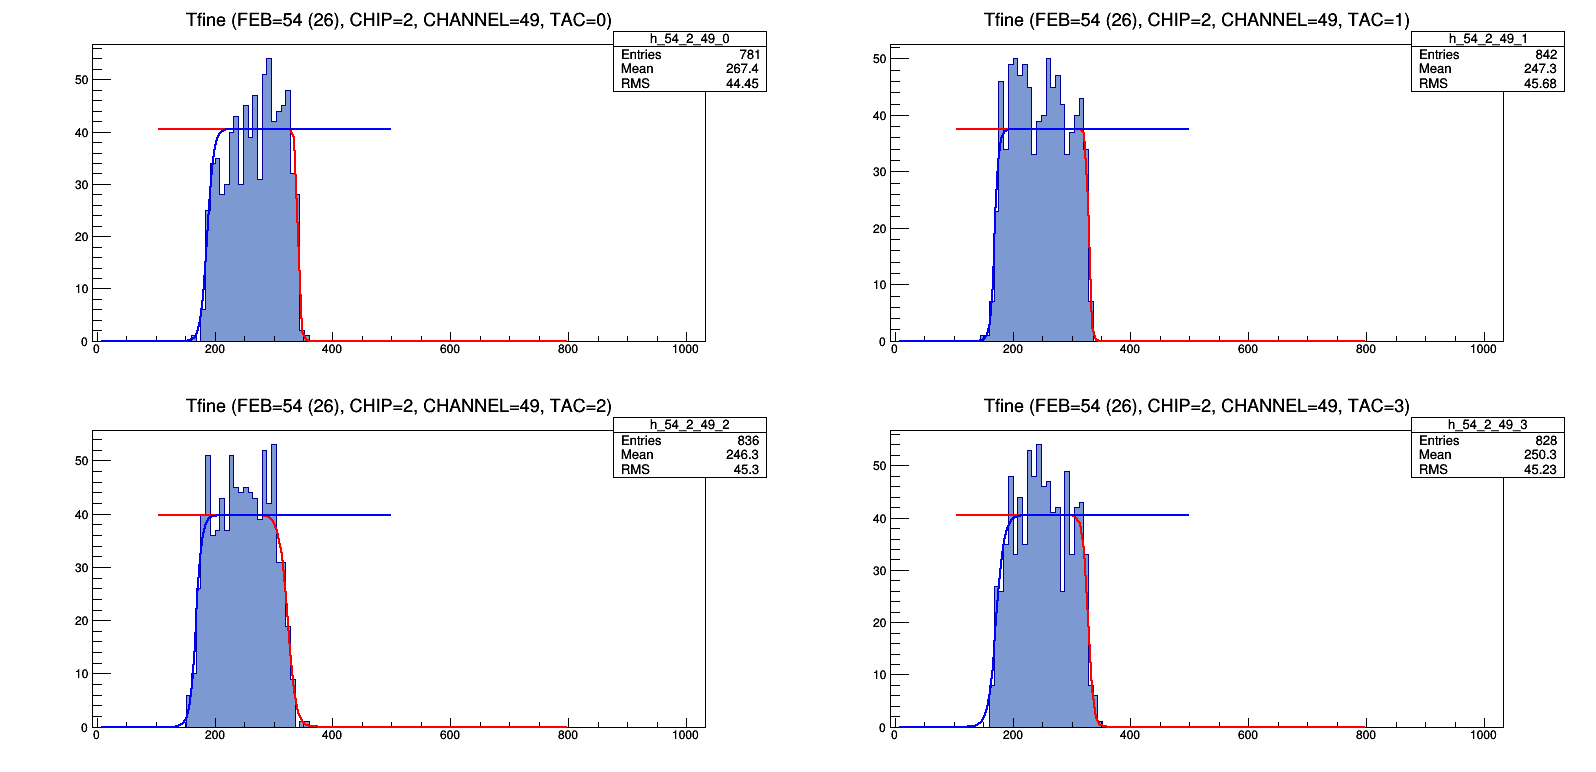 Tfine (FEB=54 (26), CHIP=2, CHANNEL=49, TAC=0)
h_54_2_49_0
Entries 781
Mean 267.4
RMS 44.45
50
40
30
20
10
0
0 200 400 600 800 1000
Tfine (FEB=54 (26), CHIP=2, CHANNEL=49, TAC=1)
h_54_2_49_1
Entries 842
Mean 247.3
RMS 45.68
50
40
30
20
10
0
0 200 400 600 800 1000
Tfine (FEB=54 (26), CHIP=2, CHANNEL=49, TAC=2)
h_54_2_49_2
Entries 836
Mean 246.3
RMS 45.3
50
40
30
20
10
0
0 200 400 600 800 1000
Tfine (FEB=54 (26), CHIP=2, CHANNEL=49, TAC=3)
h_54_2_49_3
Entries 828
Mean 250.3
RMS 45.23
50
40
30
20
10
0
0 200 400 600 800 1000